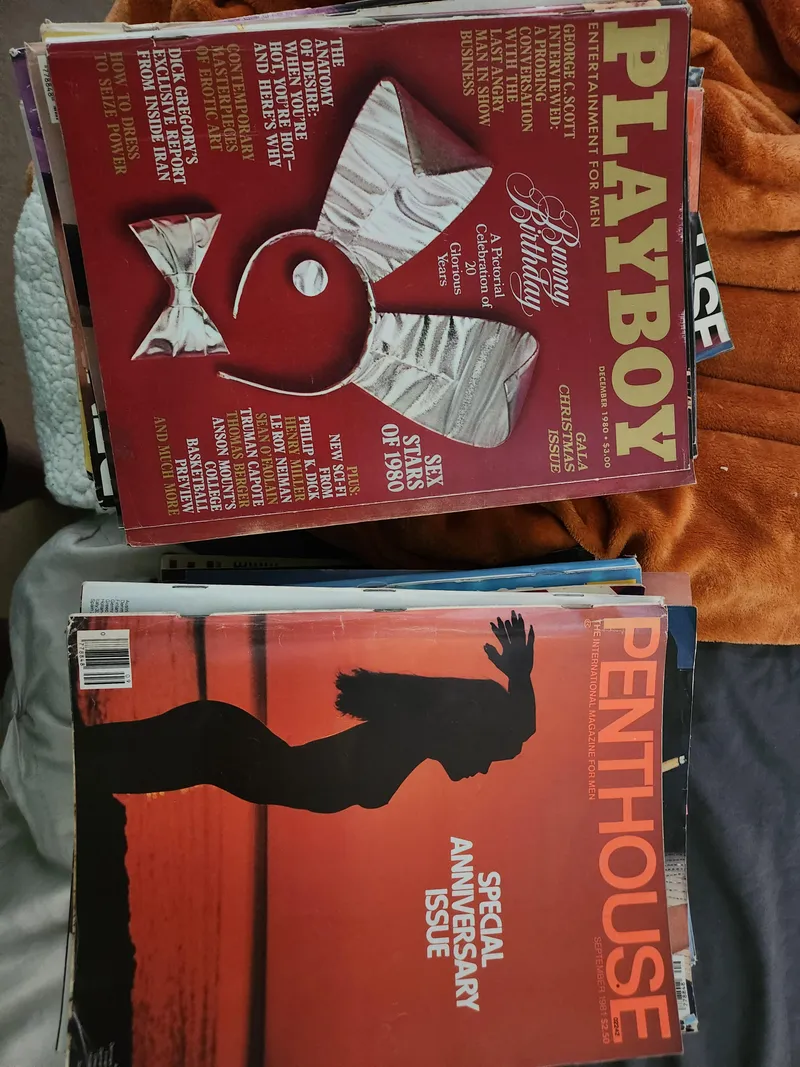 PLAYBOY
ENTERTAINMENT FOR MEN
DECEMBER 1980 • $3.00
GEORGE C. SCOTT
INTERVIEWED:
A PROBING
CONVERSATION
WITH THE
LAST ANGRY
MAN IN SHOW
BUSINESS
Bunny
Birthday
A Pictorial
Celebration of
20
Glorious
Years
GALA
CHRISTMAS
ISSUE
THE
ANATOMY
OF DESIRE:
WHEN YOU'RE
HOT, YOU'RE HOT—
AND HERE'S WHY
CONTEMPORARY
MASTERPIECES
OF EROTIC ART
DICK GREGORY'S
EXCLUSIVE REPORT
FROM INSIDE IRAN
HOW TO DRESS
TO SEIZE POWER
SEX
STARS
OF 1980
PLUS:
NEW SCI-FI
FROM
PHILIP K. DICK
HENRY MILLER
LEROY NEIMAN
SEAN O'FAOLAIN
TRUMAN CAPOTE
THOMAS BERGER
ANSON MOUNT'S
COLLEGE
BASKETBALL
PREVIEW
AND MUCH MORE
PENTHOUSE
THE INTERNATIONAL MAGAZINE FOR MEN
SEPTEMBER 1981 $2.50
SPECIAL
ANNIVERSARY
ISSUE